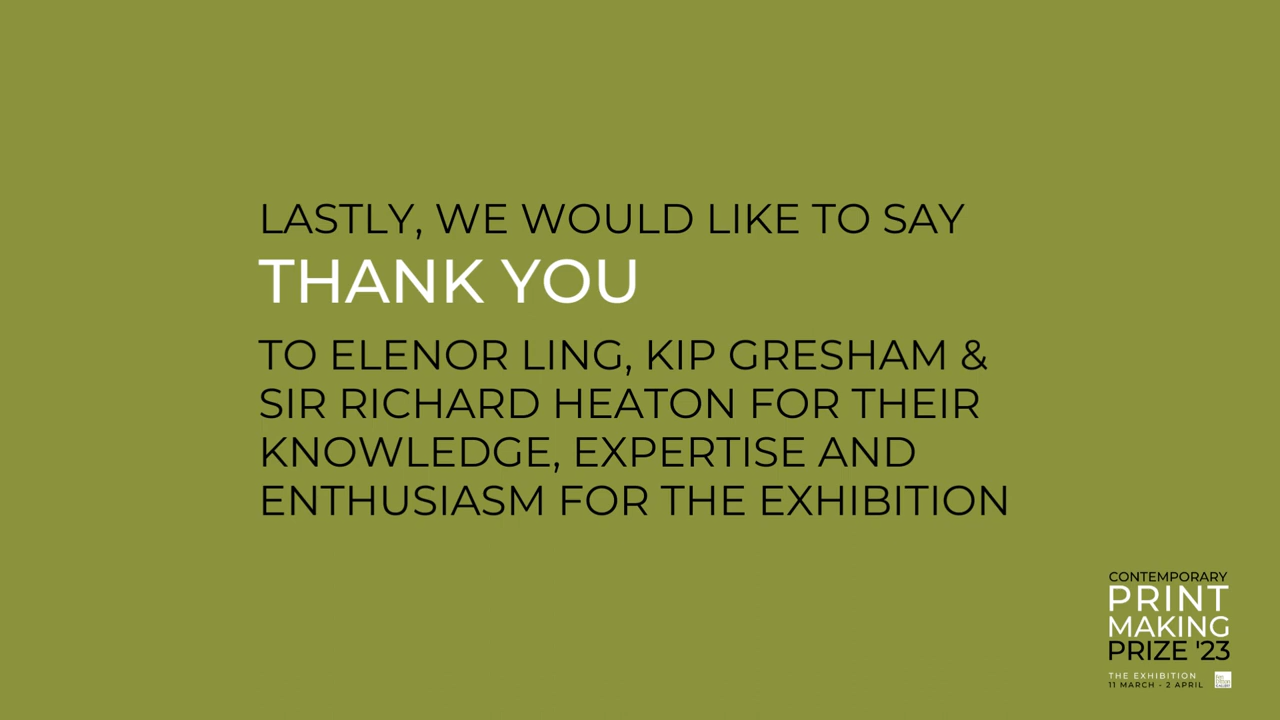 LASTLY, WE WOULD LIKE TO SAY
THANK YOU
TO ELENOR LING, KIP GRESHAM &
SIR RICHARD HEATON FOR THEIR
KNOWLEDGE, EXPERTISE AND
ENTHUSIASM FOR THE EXHIBITION
CONTEMPORARY
PRINT
MAKING
PRIZE '23
THE EXHIBITION
11 MARCH - 2 APRIL